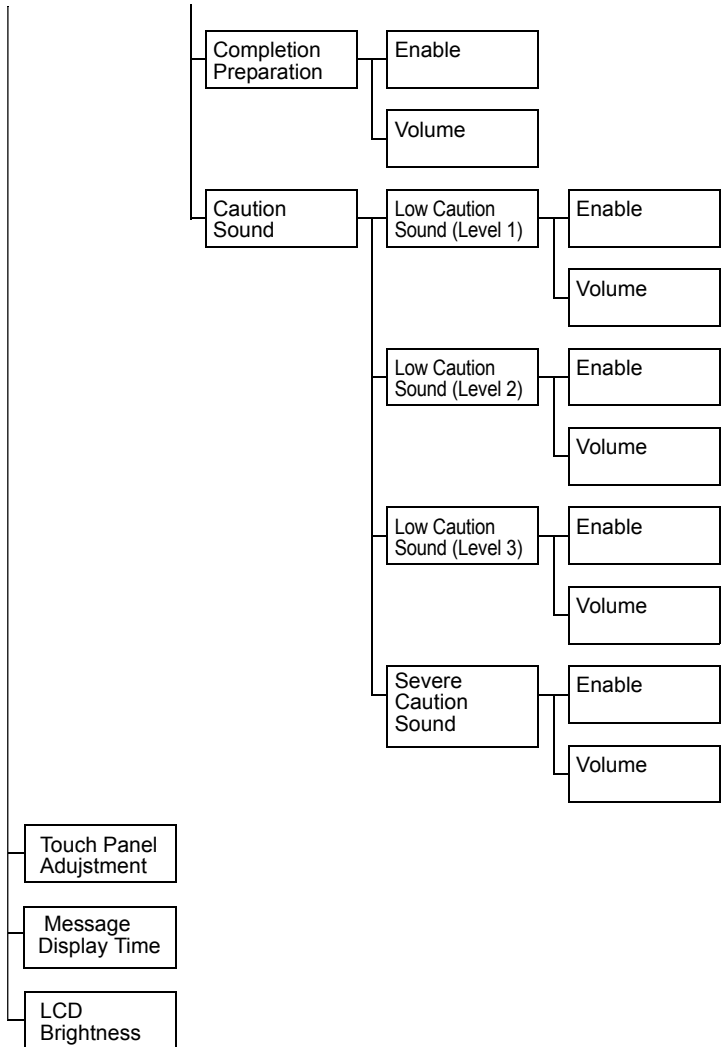 Completion
Preparation
Enable
Volume
Caution
Sound
Low Caution
Sound (Level 1)
Enable
Volume
Low Caution
Sound (Level 2)
Enable
Volume
Low Caution
Sound (Level 3)
Enable
Volume
Severe
Caution
Sound
Enable
Volume
Touch Panel
Adujstment
Message
Display Time
LCD
Brightness